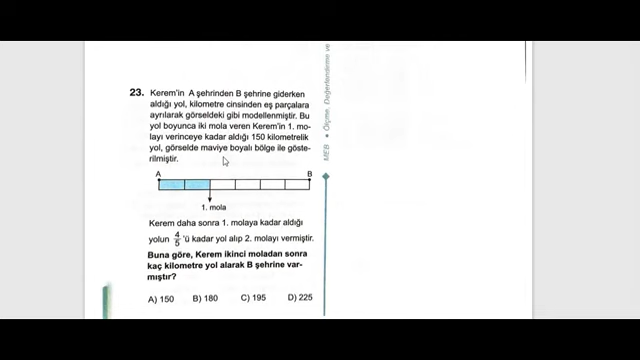 23. Kerem'in A şehrinden B şehrine giderken
aldığı yol, kilometre cinsinden eş parçalara
ayrılarak görseldeki gibi modellenmiştir. Bu
yol boyunca iki mola veren Kerem'in 1. mo-
layı verinceye kadar aldığı 150 kilometrelik
yol, görselde maviye boyalı bölge ile göste-
rilmiştir.
A B
1. mola
Kerem daha sonra 1. molaya kadar aldığı
yolun 4/5 'ü kadar yol alıp 2. molayı vermiştir.
Buna göre, Kerem ikinci moladan sonra
kaç kilometre yol alarak B şehrine var-
mıştır?
A) 150 B) 180 C) 195 D) 225
MEB • Ölçme, Değerlendirme ve